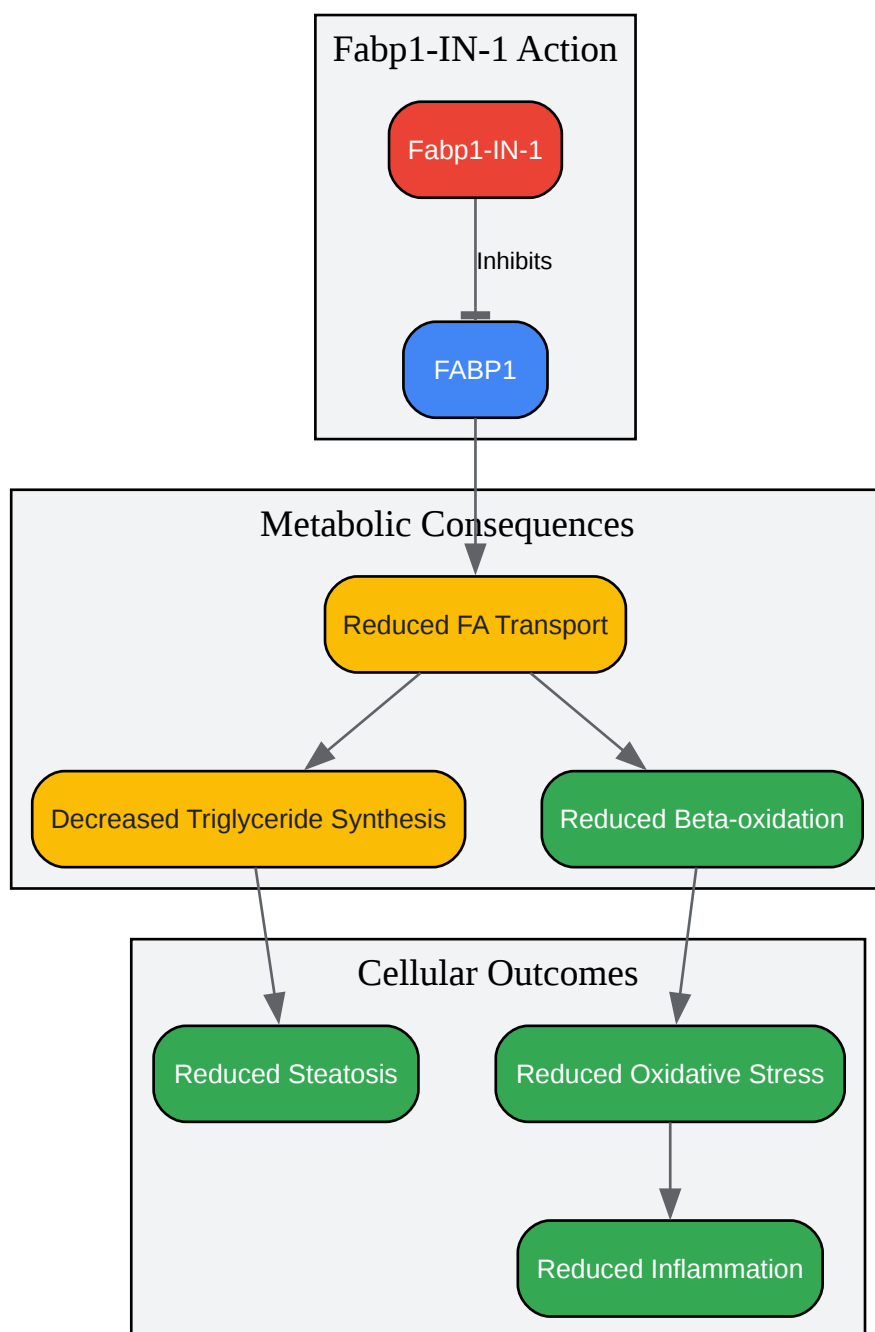 Fabp1-IN-1 Action
Fabp1-IN-1
Inhibits
FABP1
Metabolic Consequences
Reduced FA Transport
Decreased Triglyceride Synthesis
Reduced Beta-oxidation
Cellular Outcomes
Reduced Steatosis
Reduced Oxidative Stress
Reduced Inflammation